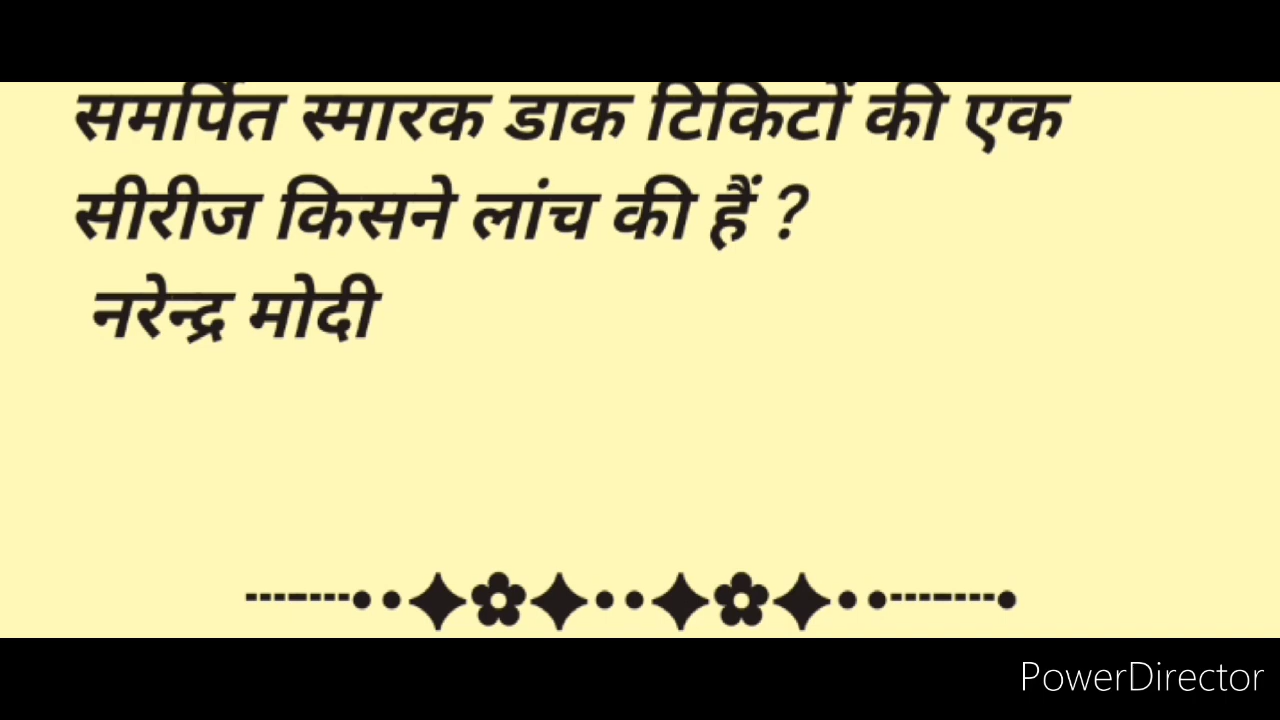 समर्पित स्मारक डाक टिकिटों की एक
सीरीज किसने लांच की हैं ?
नरेन्द्र मोदी
PowerDirector